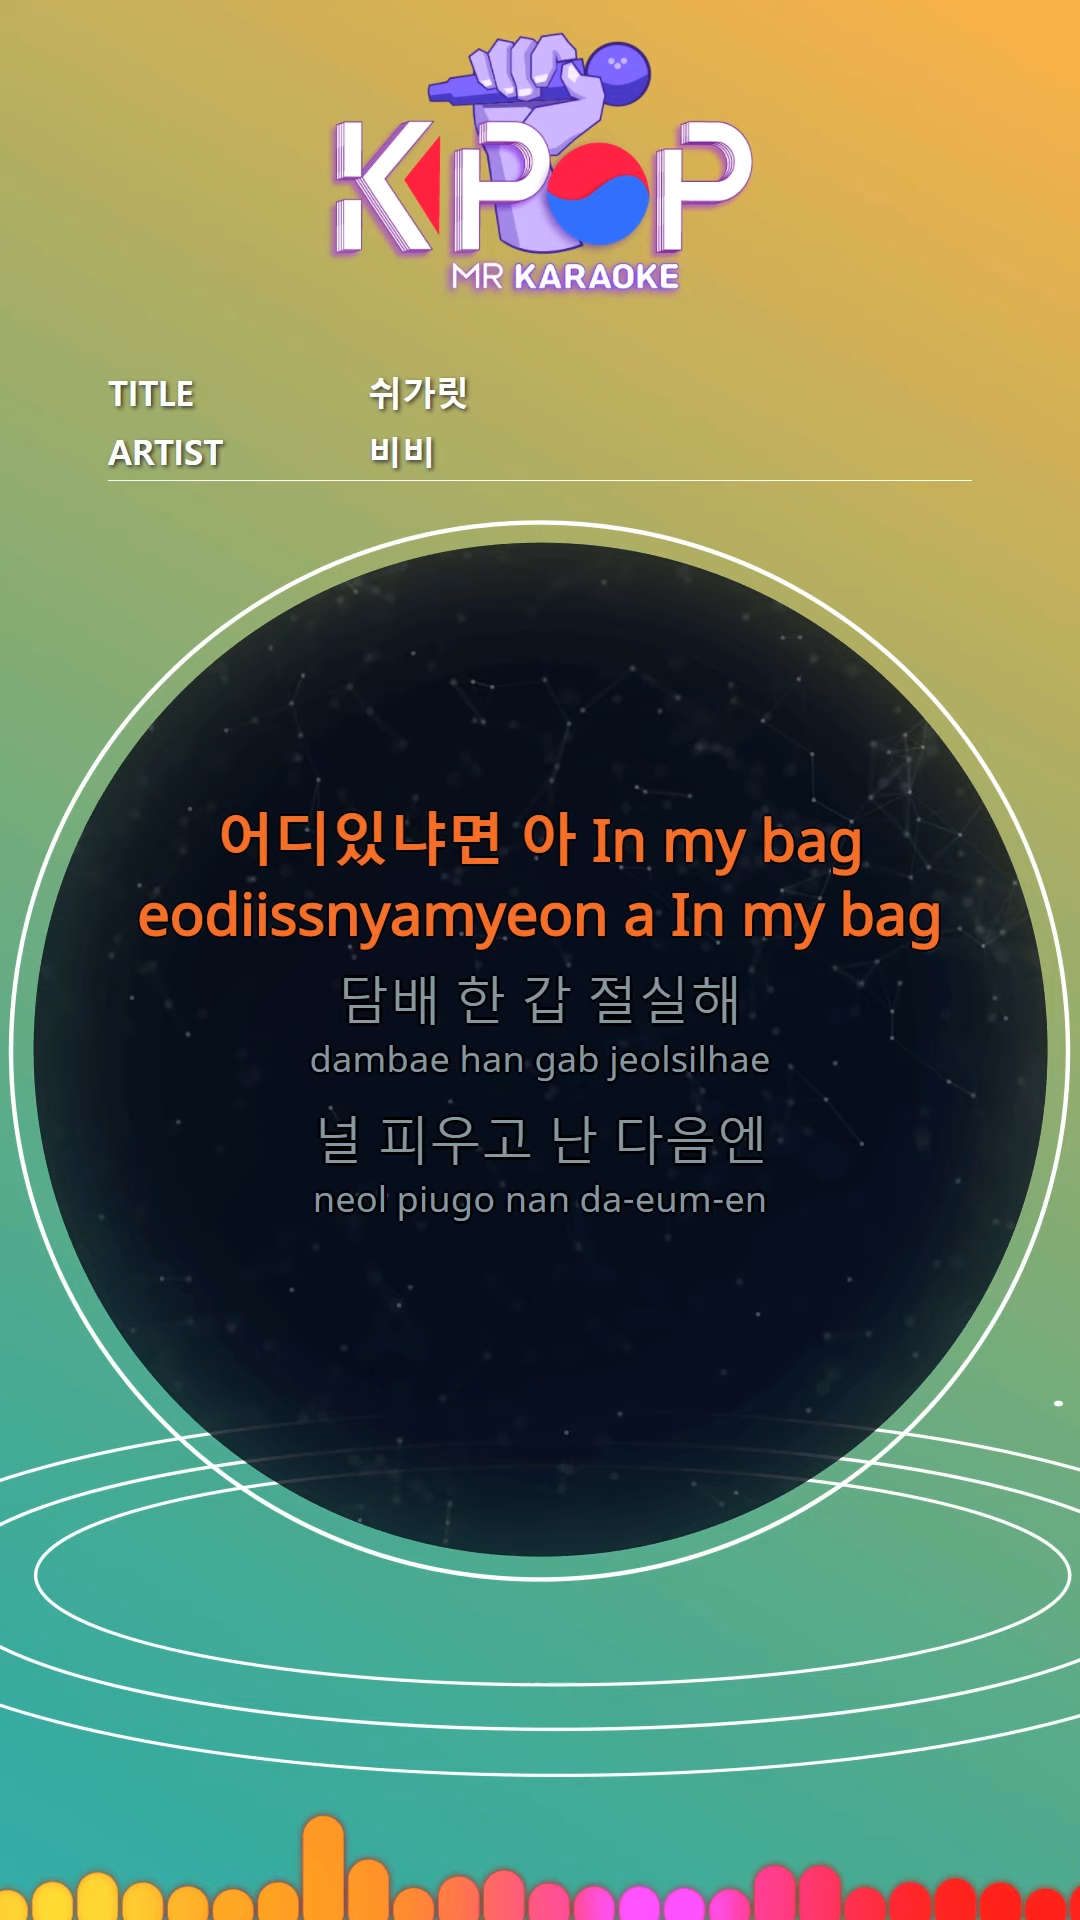 KPOP
MR KARAOKE
TITLE 쉬가릿
ARTIST 비비
어디있냐면 아 In my bag
eodiissnyamyeon a In my bag
담배 한 갑 절실해
dambae han gab jeolsilhae
널 피우고 난 다음엔
neol piugo nan da-eum-en